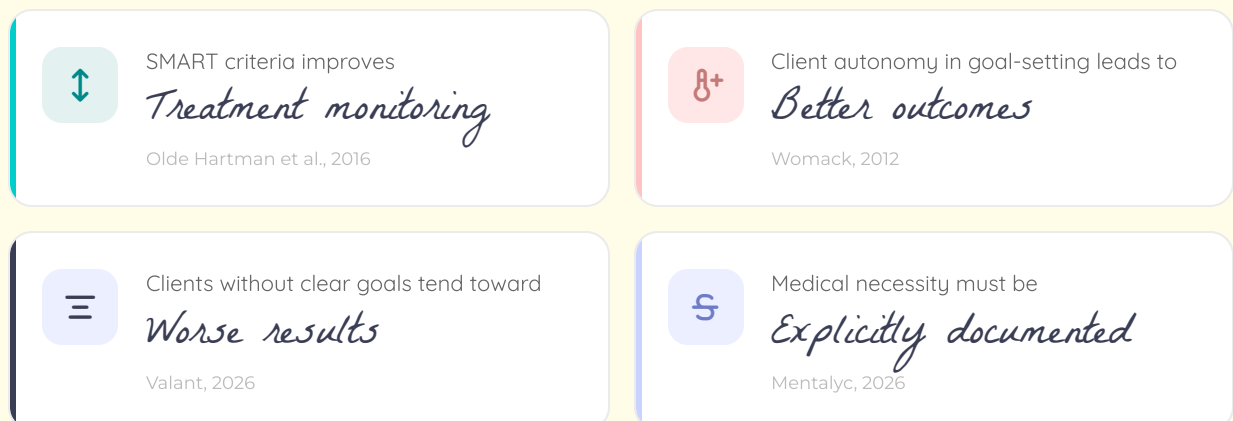 SMART criteria improves
Treatment monitoring
Olde Hartman et al., 2016
Client autonomy in goal-setting leads to
Better outcomes
Womack, 2012
Clients without clear goals tend toward
Worse results
Valant, 2026
Medical necessity must be
Explicitly documented
Mentalyc, 2026